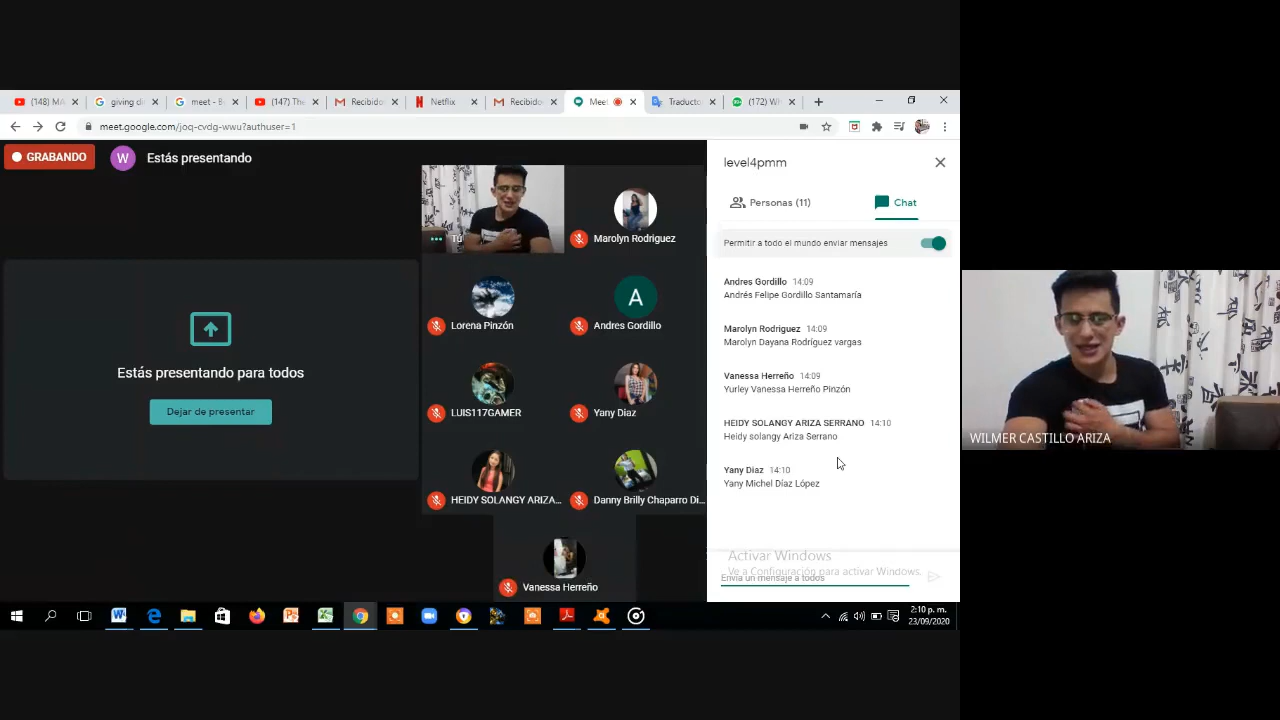 (148) MA
giving di
meet - B
(147) The
Recibido
Netflix
Recibido
Meet
Traducto
(172) Wh
meet.google.com/joq-cvdg-wwu?authuser=1
GRABANDO
W
Estás presentando
Estás presentando para todos
Dejar de presentar
Tú
Marolyn Rodriguez
Lorena Pinzón
A
Andres Gordillo
LUIS117GAMER
Yany Diaz
HEIDY SOLANGY ARIZA...
Danny Brilly Chaparro Di...
Vanessa Herreño
level4pmm
Personas (11)
Chat
Permitir a todo el mundo enviar mensajes
Andres Gordillo 14:09
Andrés Felipe Gordillo Santamaría
Marolyn Rodriguez 14:09
Marolyn Dayana Rodríguez vargas
Vanessa Herreño 14:09
Yurley Vanessa Herreño Pinzón
HEIDY SOLANGY ARIZA SERRANO 14:10
Heidy solangy Ariza Serrano
Yany Diaz 14:10
Yany Michel Díaz López
Activar Windows
Ve a Configuración para activar Windows.
Envía un mensaje a todos
2:10 p. m.
23/09/2020
WILMER CASTILLO ARIZA